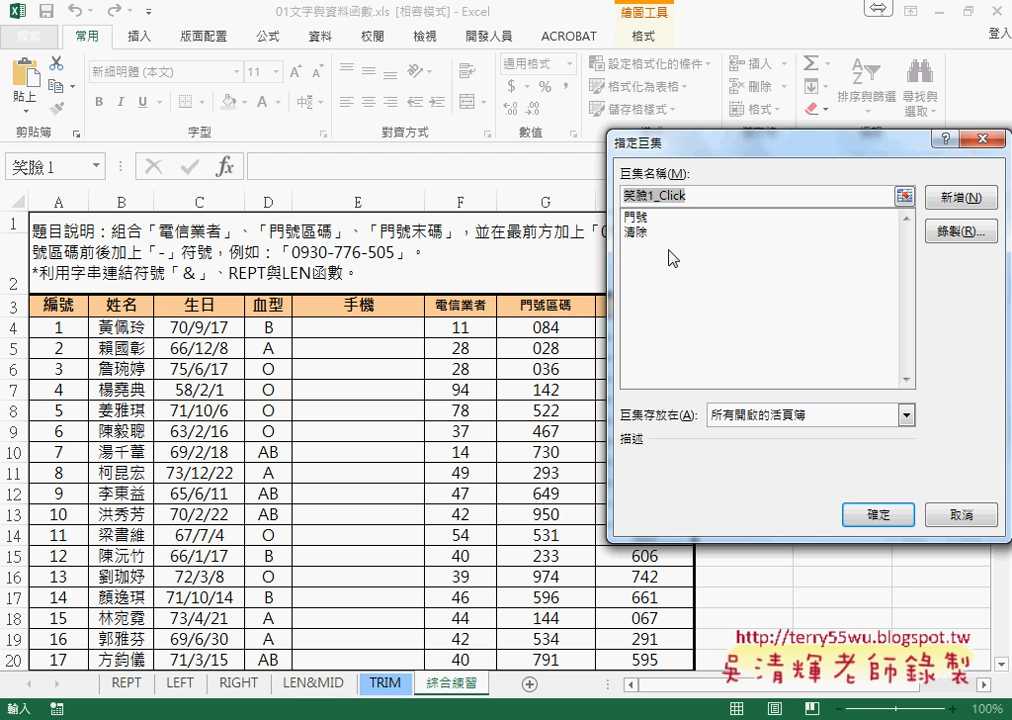 01文字與資料函數.xls [相容模式] - Excel
繪圖工具
常用
插入
版面配置
公式
資料
校閱
檢視
開發人員
ACROBAT
格式
登入
貼上
新細明體 (本文)
11
通用格式
設定格式化的條件
格式化為表格
儲存格樣式
插入
刪除
格式
排序與篩選
尋找與
選取
剪貼簿
字型
對齊方式
數值
笑臉 1
A B C D E F G
1 題目說明：組合「電信業者」、「門號區碼」、「門號末碼」，並在最前方加上「0
號區碼前後加上「-」符號，例如：「0930-776-505」。
2 *利用字串連結符號「&」、REPT與LEN函數。
3 編號 姓名 生日 血型 手機 電信業者 門號區碼
4 1 黃佩玲 70/9/17 B 11 084
5 2 賴國彰 66/12/8 A 28 028
6 3 詹琬婷 75/6/17 O 28 036
7 4 楊堯典 58/2/1 O 94 142
8 5 姜雅琪 71/10/6 O 78 522
9 6 陳毅聰 63/2/16 O 37 467
10 7 湯千葦 69/2/18 AB 14 730
11 8 柯昆宏 73/12/22 A 49 293
12 9 李東益 65/6/11 AB 47 649
13 10 洪秀芳 70/2/22 AB 42 950
14 11 梁書維 67/7/4 O 54 531
15 12 陳沅竹 66/1/17 B 40 233 606
16 13 劉珈妤 72/3/8 O 39 974 742
17 14 顏逸琪 71/10/14 B 46 596 661
18 15 林宛霓 73/4/21 A 44 144 067
19 16 郭雅芬 69/6/30 A 42 534 291
20 17 方鈞儀 71/3/15 AB 40 791 595
指定巨集
巨集名稱(M):
笑臉1_Click
門號
清除
新增(N)
錄製(R)...
巨集存放在(A):
所有開啟的活頁簿
描述
確定
取消
http://terry55wu.blogspot.tw
吳清輝老師錄製
REPT
LEFT
RIGHT
LEN&MID
TRIM
綜合練習
輸入
100%